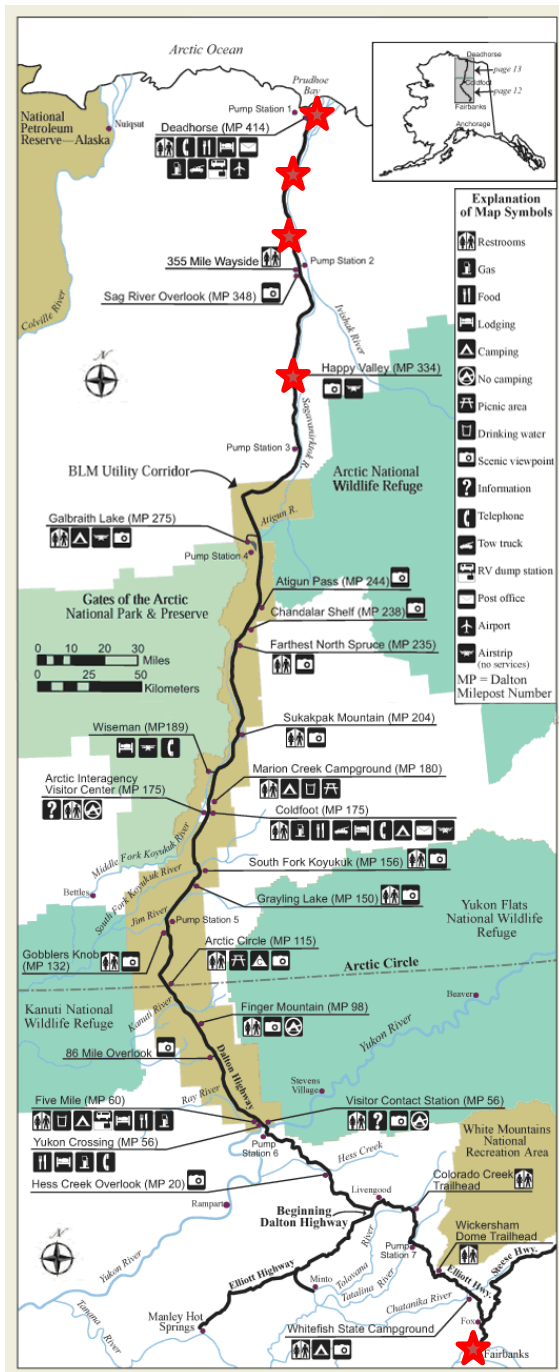 Arctic Ocean
Prudhoe
Bay
Pump Station 1
Deadhorse (MP 414)
National
Petroleum
Reserve—Alaska
Nuiqsut
Deadhorse
page 13
Coldfoot
page 12
Fairbanks
Anchorage
355 Mile Wayside
Pump Station 2
Sag River Overlook (MP 348)
Colville River
Ivishak River
N
Happy Valley (MP 334)
Sagavanirktok R.
Pump Station 3
BLM Utility Corridor
Arctic National
Wildlife Refuge
Atigun R.
Galbraith Lake (MP 275)
Pump Station 4
Gates of the Arctic
National Park & Preserve
Atigun Pass (MP 244)
Chandalar Shelf (MP 238)
Farthest North Spruce (MP 235)
0 10 30
Miles
0 25 50
Kilometers
Explanation
of Map Symbols
Restrooms
Gas
Food
Lodging
Camping
No camping
Picnic area
Drinking water
Scenic viewpoint
? Information
Telephone
Tow truck
RV dump station
Post office
Airport
Airstrip
(no services)
MP = Dalton
Milepost Number
Sukakpak Mountain (MP 204)
Wiseman (MP189)
Marion Creek Campground (MP 180)
Arctic Interagency
Visitor Center (MP 175)
?
Coldfoot (MP 175)
Middle Fork Koyukuk River
South Fork Koyukuk (MP 156)
South Fork Koyukuk River
Bettles
Grayling Lake (MP 150)
Jim River
Pump Station 5
Yukon Flats
National Wildlife
Refuge
Gobblers Knob
(MP 132)
Arctic Circle (MP 115)
Arctic Circle
Kanuti National
Wildlife Refuge
Kanuti River
Beaver
Finger Mountain (MP 98)
Yukon River
86 Mile Overlook
Dalton Highway
Stevens
Village
Ray River
Five Mile (MP 60)
Visitor Contact Station (MP 56)
?
Yukon Crossing (MP 56)
Pump
Station 6
White Mountains
National
Recreation Area
Hess Creek
Hess Creek Overlook (MP 20)
Livengood
Colorado Creek
Trailhead
Rampart
Beginning
Dalton Highway
Wickersham
Dome Trailhead
Pump
Station 7
N
Yukon River
Elliott Highway
Tolovana
River
Tatalina River
Minto
Elliott Hwy.
Steese Hwy.
Chatanika River
Tanana River
Manley Hot
Springs
Whitefish State Campground
Fox
Fairbanks